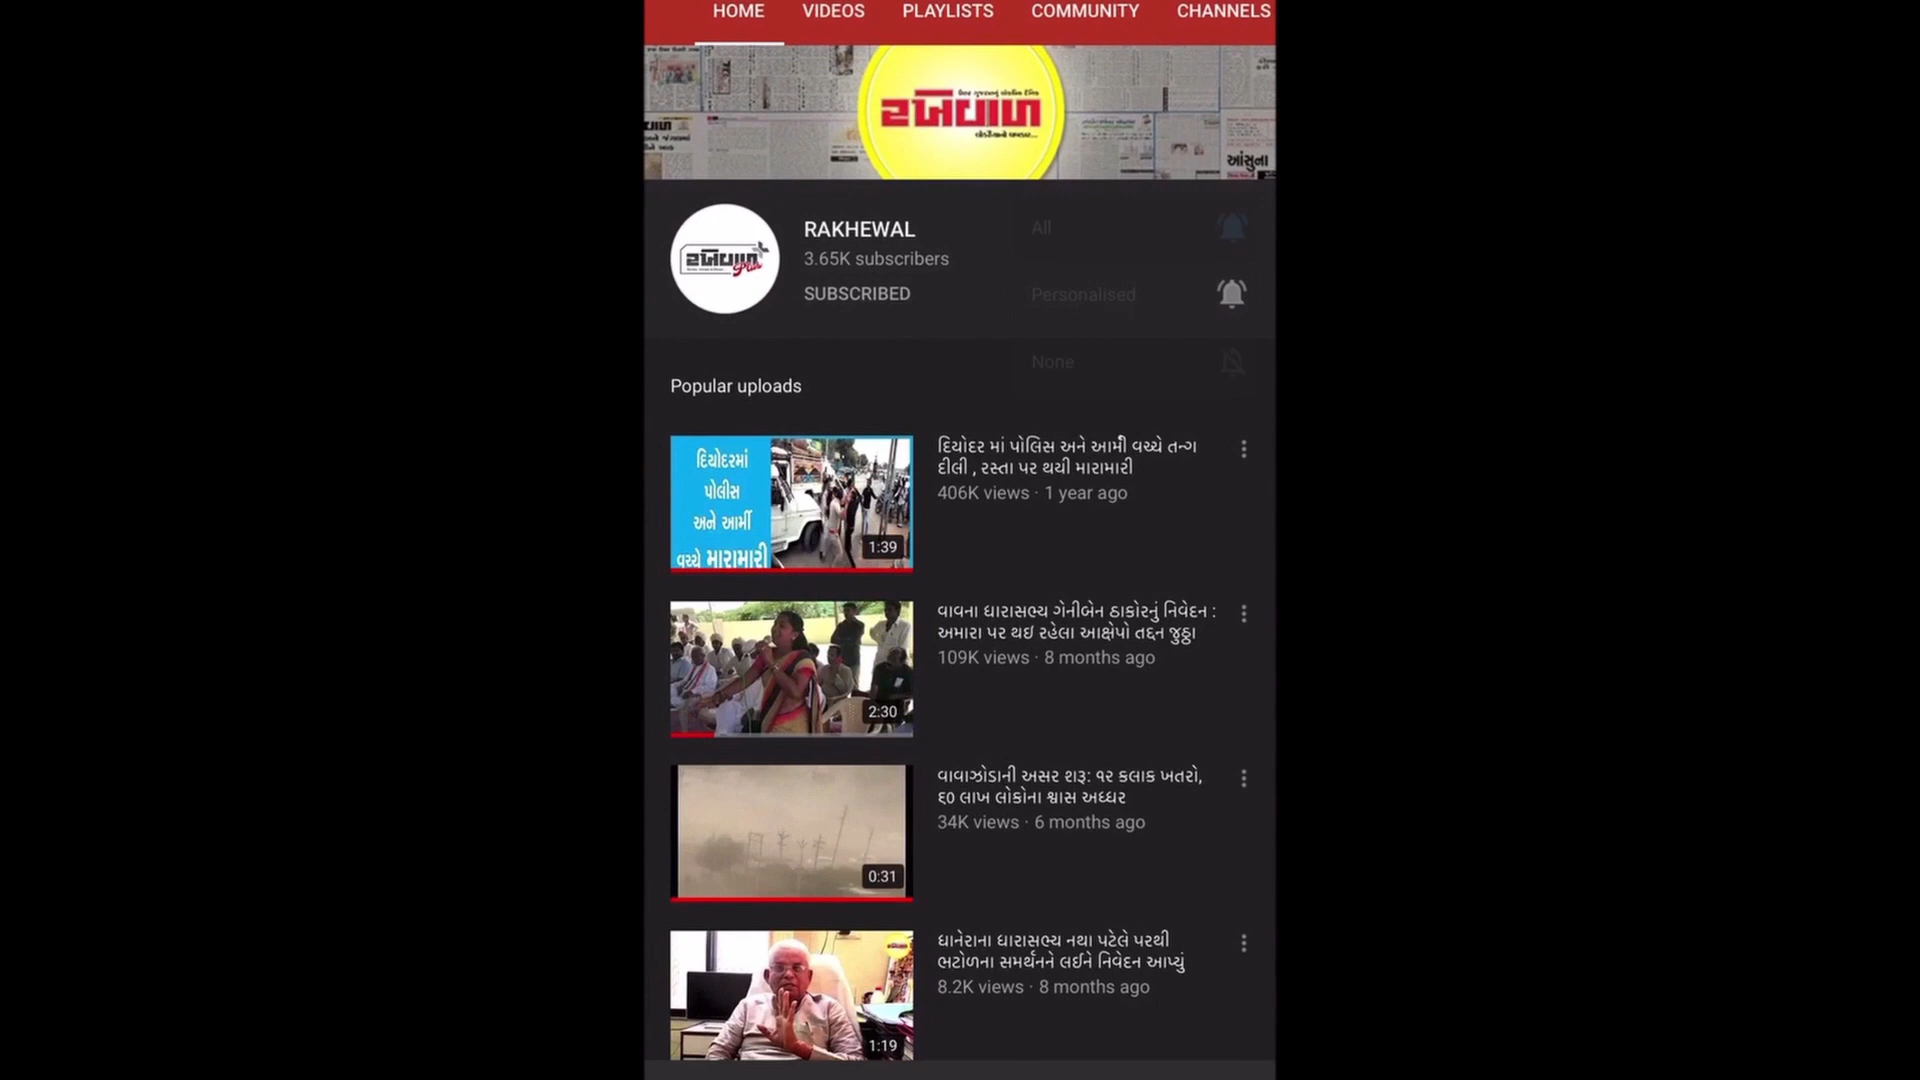 HOME VIDEOS PLAYLISTS COMMUNITY CHANNELS
રખેવાળ
આંસુના
રખેવાળ
Plus
RAKHEWAL
3.65K subscribers
SUBSCRIBED
All
Personalised
None
Popular uploads
દિયોદરમાં
પોલીસ
અને આર્મી
વચ્ચે મારામારી
1:39
દિયોદર માં પોલિસ અને આર્મી વચ્ચે તન્ગ
દીલી , રસ્તા પર થયી મારામારી
406K views · 1 year ago
2:30
વાવના ધારાસભ્ય ગેનીબેન ઠાકોરનું નિવેદન :
અમારા પર થઇ રહેલા આક્ષેપો તદ્દન જુઠ્ઠા
109K views · 8 months ago
0:31
વાવાઝોડાની અસર શરૂ: ૧૨ કલાક ખતરો,
૬૦ લાખ લોકોના શ્વાસ અધ્ધર
34K views · 6 months ago
1:19
ધાનેરાના ધારાસભ્ય નથા પટેલે પરથી
ભટોળના સમર્થનને લઈને નિવેદન આપ્યું
8.2K views · 8 months ago